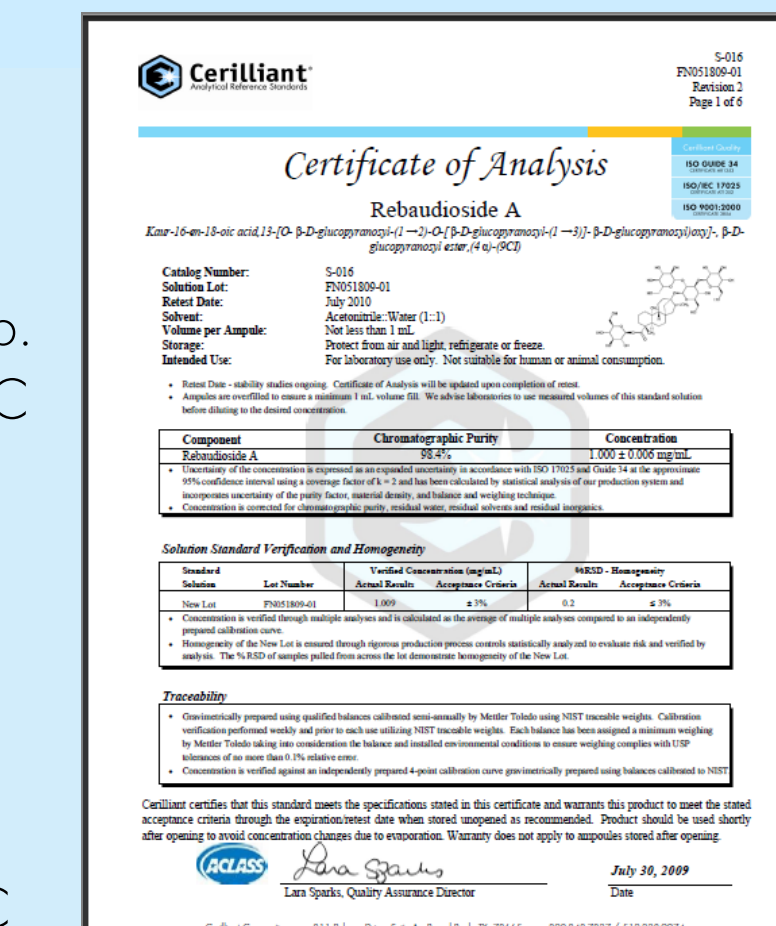 Cerilliant
Analytical Reference Standards
S-016
FN051809-01
Revision 2
Page 1 of 6
Cerilliant Quality
ISO GUIDE 34
ISO/IEC 17025
ISO 9001:2000
Certificate of Analysis
Rebaudioside A
Kaur-16-en-18-oic acid,13-[O- β-D-glucopyranosyl-(1→2)-O-[β-D-glucopyranosyl-(1→3)]- β-D-glucopyranosyl)oxy]-, β-D-
glucopyranosyl ester,(4 α)-(9CI)
Catalog Number: S-016
Solution Lot: FN051809-01
Retest Date: July 2010
Solvent: Acetonitrile::Water (1::1)
Volume per Ampule: Not less than 1 mL
Storage: Protect from air and light, refrigerate or freeze.
Intended Use: For laboratory use only. Not suitable for human or animal consumption.
• Retest Date - stability studies ongoing. Certificate of Analysis will be updated upon completion of retest.
• Ampules are overfilled to ensure a minimum 1 mL volume fill. We advise laboratories to use measured volumes of this standard solution
before diluting to the desired concentration.
Component Chromatographic Purity Concentration
Rebaudioside A 98.4% 1.000 ± 0.006 mg/mL
• Uncertainty of the concentration is expressed as an expanded uncertainty in accordance with ISO 17025 and Guide 34 at the approximate
95% confidence interval using a coverage factor of k = 2 and has been calculated by statistical analysis of our production system and
incorporates uncertainty of the purity factor, material density, and balance and weighing technique.
• Concentration is corrected for chromatographic purity, residual water, residual solvents and residual inorganics.
Solution Standard Verification and Homogeneity
Standard Verified Concentration (mg/mL) %RSD - Homogeneity
Solution Lot Number Actual Results Acceptance Criteria Actual Results Acceptance Criteria
New Lot FN051809-01 1.009 ± 3% 0.2 ≤ 3%
• Concentration is verified through multiple analyses and is calculated as the average of multiple analyses compared to an independently
prepared calibration curve.
• Homogeneity of the New Lot is ensured through rigorous production process controls statistically analyzed to evaluate risk and verified by
analysis. The % RSD of samples pulled from across the lot demonstrate homogeneity of the New Lot.
Traceability
• Gravimetrically prepared using qualified balances calibrated semi-annually by Mettler Toledo using NIST traceable weights. Calibration
verification performed weekly and prior to each use utilizing NIST traceable weights. Each balance has been assigned a minimum weighing
by Mettler Toledo taking into consideration the balance and installed environmental conditions to ensure weighing complies with USP
tolerances of no more than 0.1% relative error.
• Concentration is verified against an independently prepared 4-point calibration curve gravimetrically prepared using balances calibrated to NIST.
Cerilliant certifies that this standard meets the specifications stated in this certificate and warrants this product to meet the stated
acceptance criteria through the expiration/retest date when stored unopened as recommended. Product should be used shortly
after opening to avoid concentration changes due to evaporation. Warranty does not apply to ampoules stored after opening.
ACLASS
Lara Sparks
July 30, 2009
Lara Sparks, Quality Assurance Director
Date